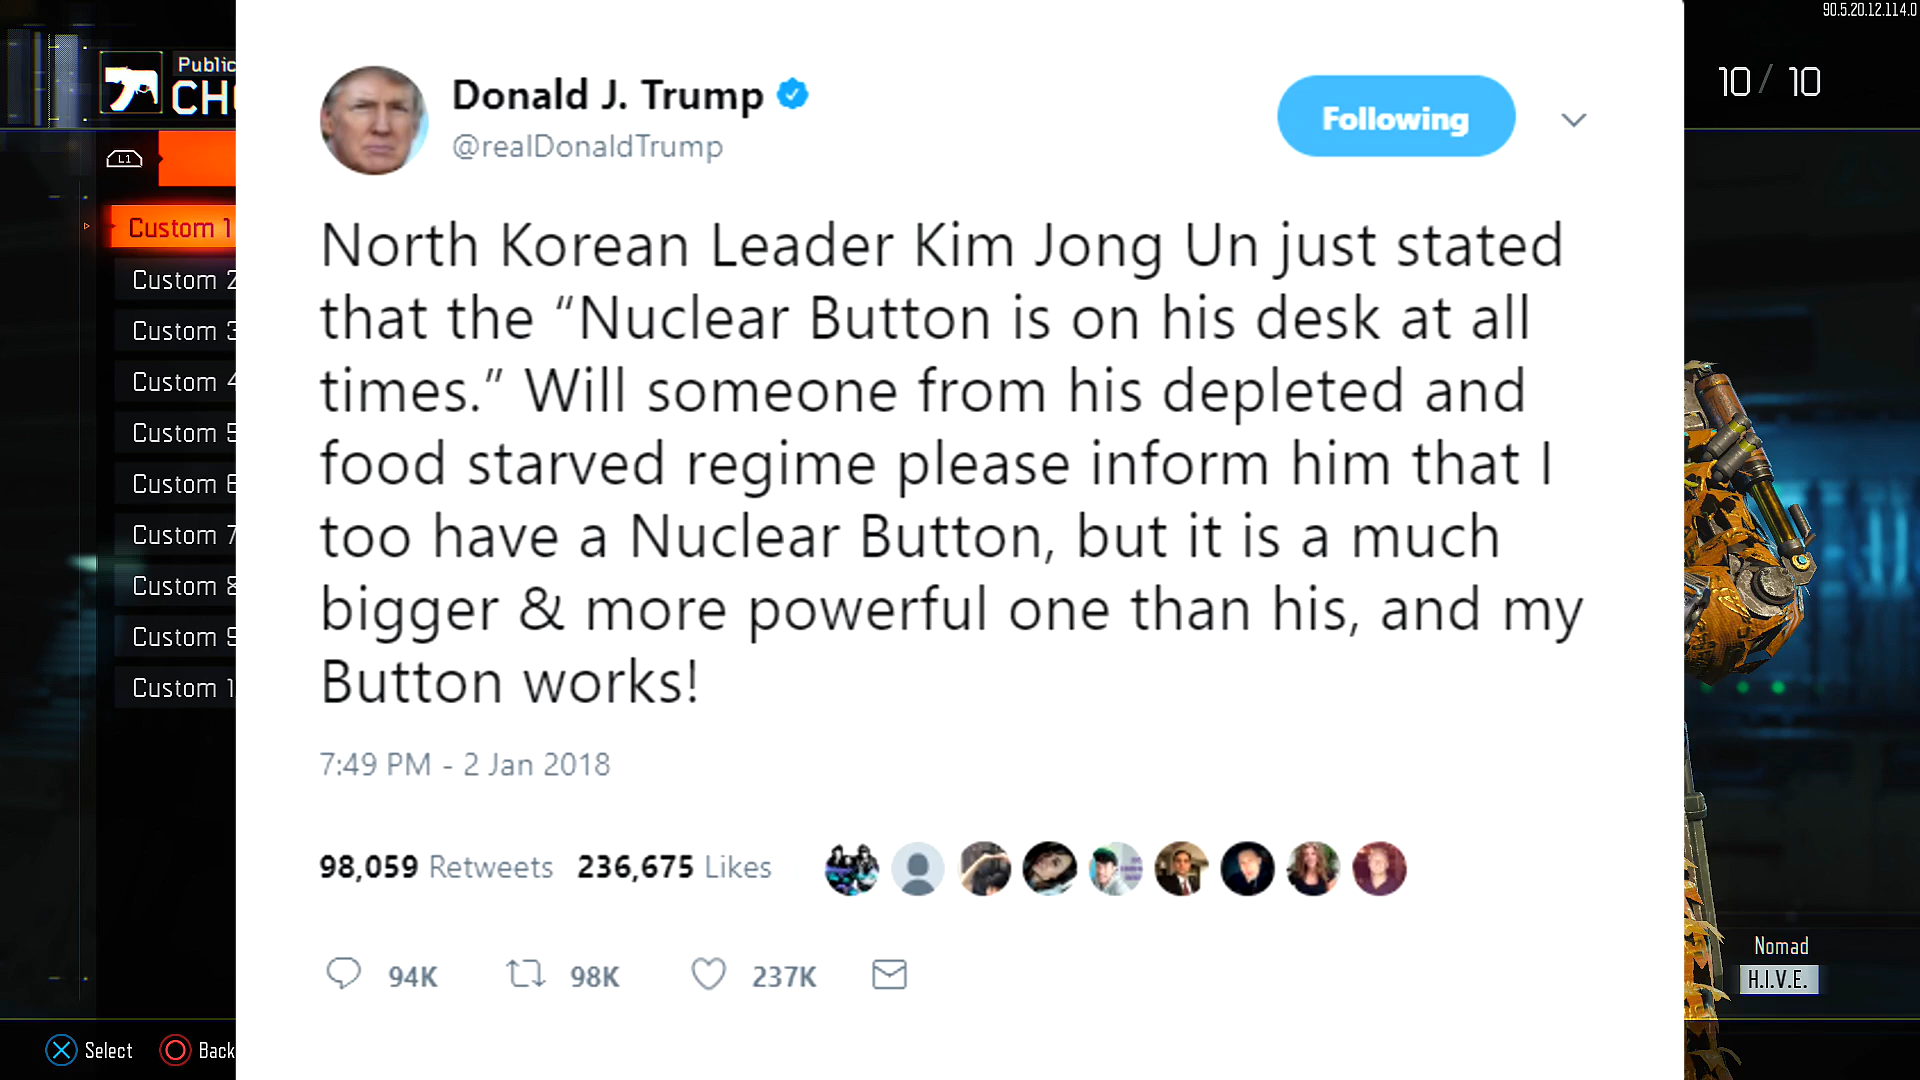 90.5.20.12.114.0
Public
10 / 10
L1
Custom 1
Custom 2
Custom 3
Custom 4
Custom 5
Custom
Custom 7
Custom 8
Custom
Custom 1
Donald J. Trump
@realDonaldTrump
Following
North Korean Leader Kim Jong Un just stated
that the “Nuclear Button is on his desk at all
times.” Will someone from his depleted and
food starved regime please inform him that I
too have a Nuclear Button, but it is a much
bigger & more powerful one than his, and my
Button works!
7:49 PM - 2 Jan 2018
98,059 Retweets 236,675 Likes
94K 98K 237K
Nomad
H.I.V.E.
Select Back